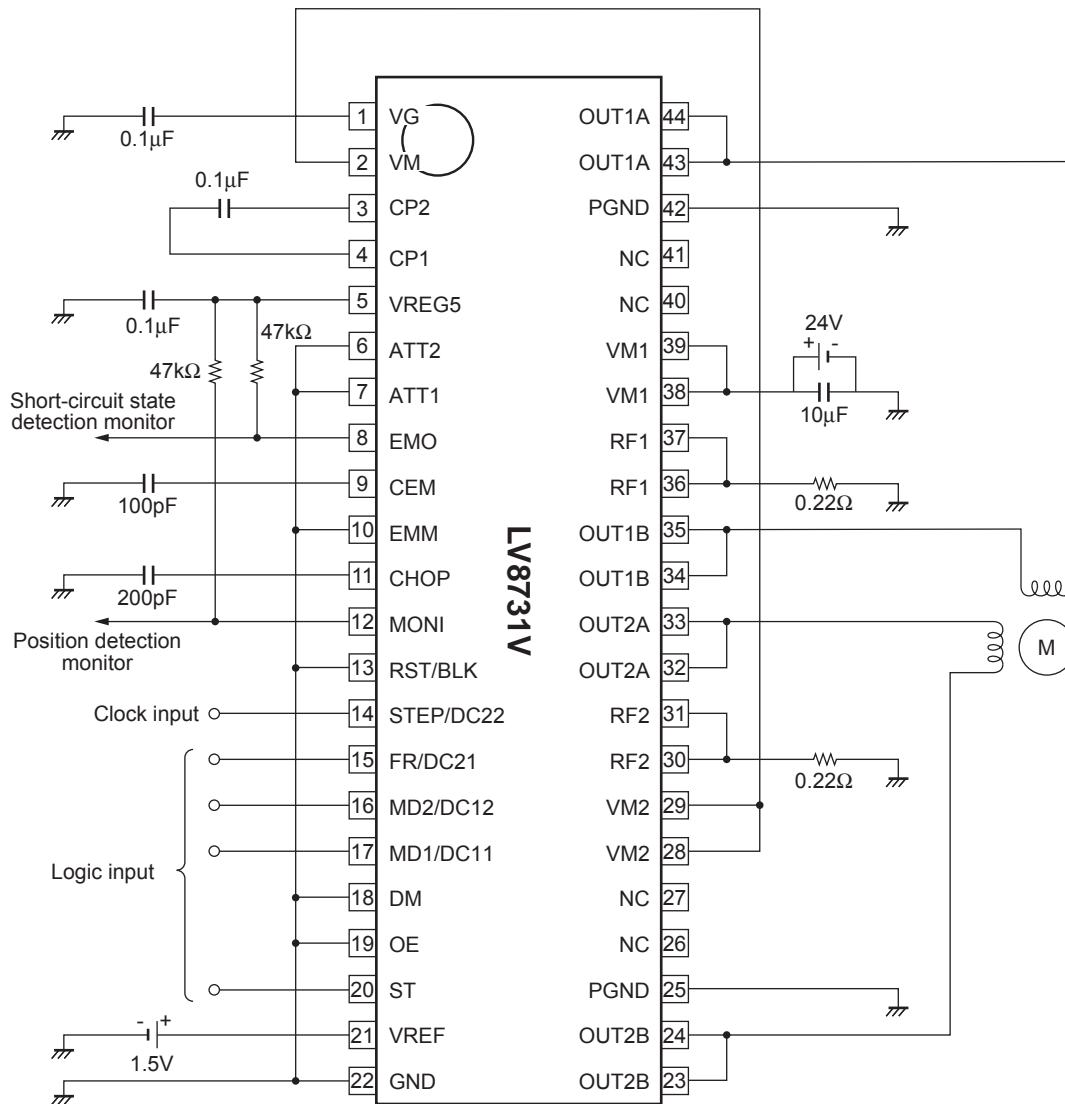 1 VG OUT1A 44
0.1µF
2 VM OUT1A 43
0.1µF
3 CP2 PGND 42
4 CP1 NC 41
5 VREG5 NC 40
0.1µF
47kΩ
24V
+ -
6 ATT2 VM1 39
47kΩ
7 ATT1 VM1 38
10µF
Short-circuit state
detection monitor
8 EMO RF1 37
9 CEM RF1 36
100pF
0.22Ω
10 EMM OUT1B 35
11 CHOP OUT1B 34
200pF
LV8731V
12 MONI OUT2A 33
Position detection
monitor
M
13 RST/BLK OUT2A 32
Clock input
14 STEP/DC22 RF2 31
15 FR/DC21 RF2 30
0.22Ω
16 MD2/DC12 VM2 29
17 MD1/DC11 VM2 28
Logic input
18 DM NC 27
19 OE NC 26
20 ST PGND 25
- +
21 VREF OUT2B 24
1.5V
22 GND OUT2B 23